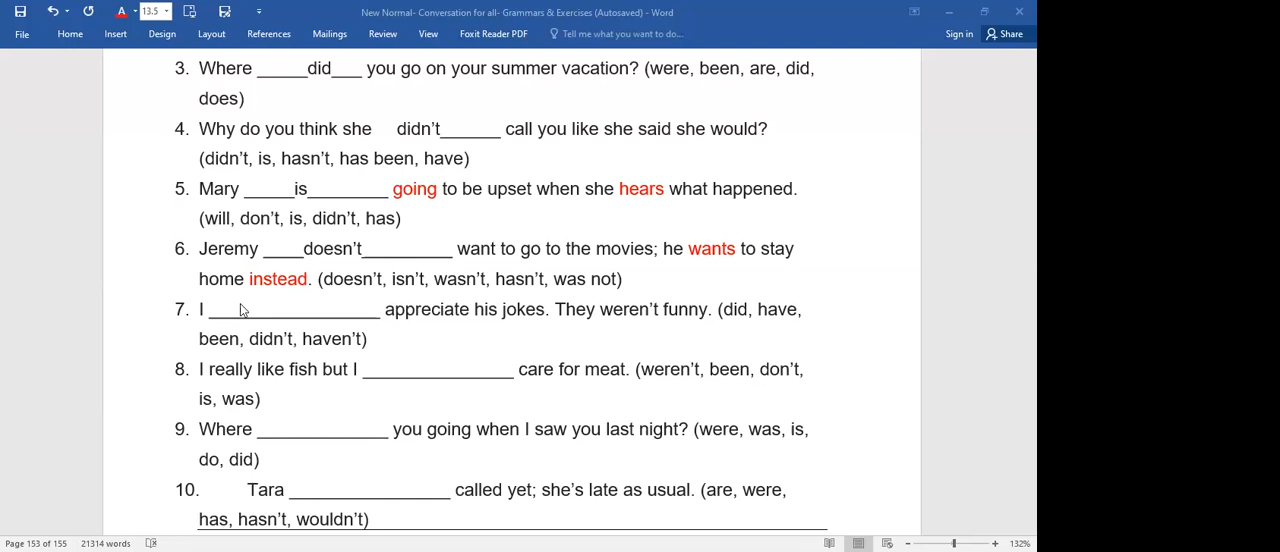 13.5
New Normal- Conversation for all- Grammars & Exercises (Autosaved) - Word
File Home Insert Design Layout References Mailings Review View Foxit Reader PDF Tell me what you want to do... Sign in Share
3. Where _____did___ you go on your summer vacation? (were, been, are, did,
does)
4. Why do you think she didn’t______ call you like she said she would?
(didn’t, is, hasn’t, has been, have)
5. Mary _____is________ going to be upset when she hears what happened.
(will, don’t, is, didn’t, has)
6. Jeremy ____doesn’t_________ want to go to the movies; he wants to stay
home instead. (doesn’t, isn’t, wasn’t, hasn’t, was not)
7. I _________________ appreciate his jokes. They weren’t funny. (did, have,
been, didn’t, haven’t)
8. I really like fish but I _______________ care for meat. (weren’t, been, don’t,
is, was)
9. Where _____________ you going when I saw you last night? (were, was, is,
do, did)
10. Tara ________________ called yet; she’s late as usual. (are, were,
has, hasn’t, wouldn’t)
Page 153 of 155 21314 words 132%